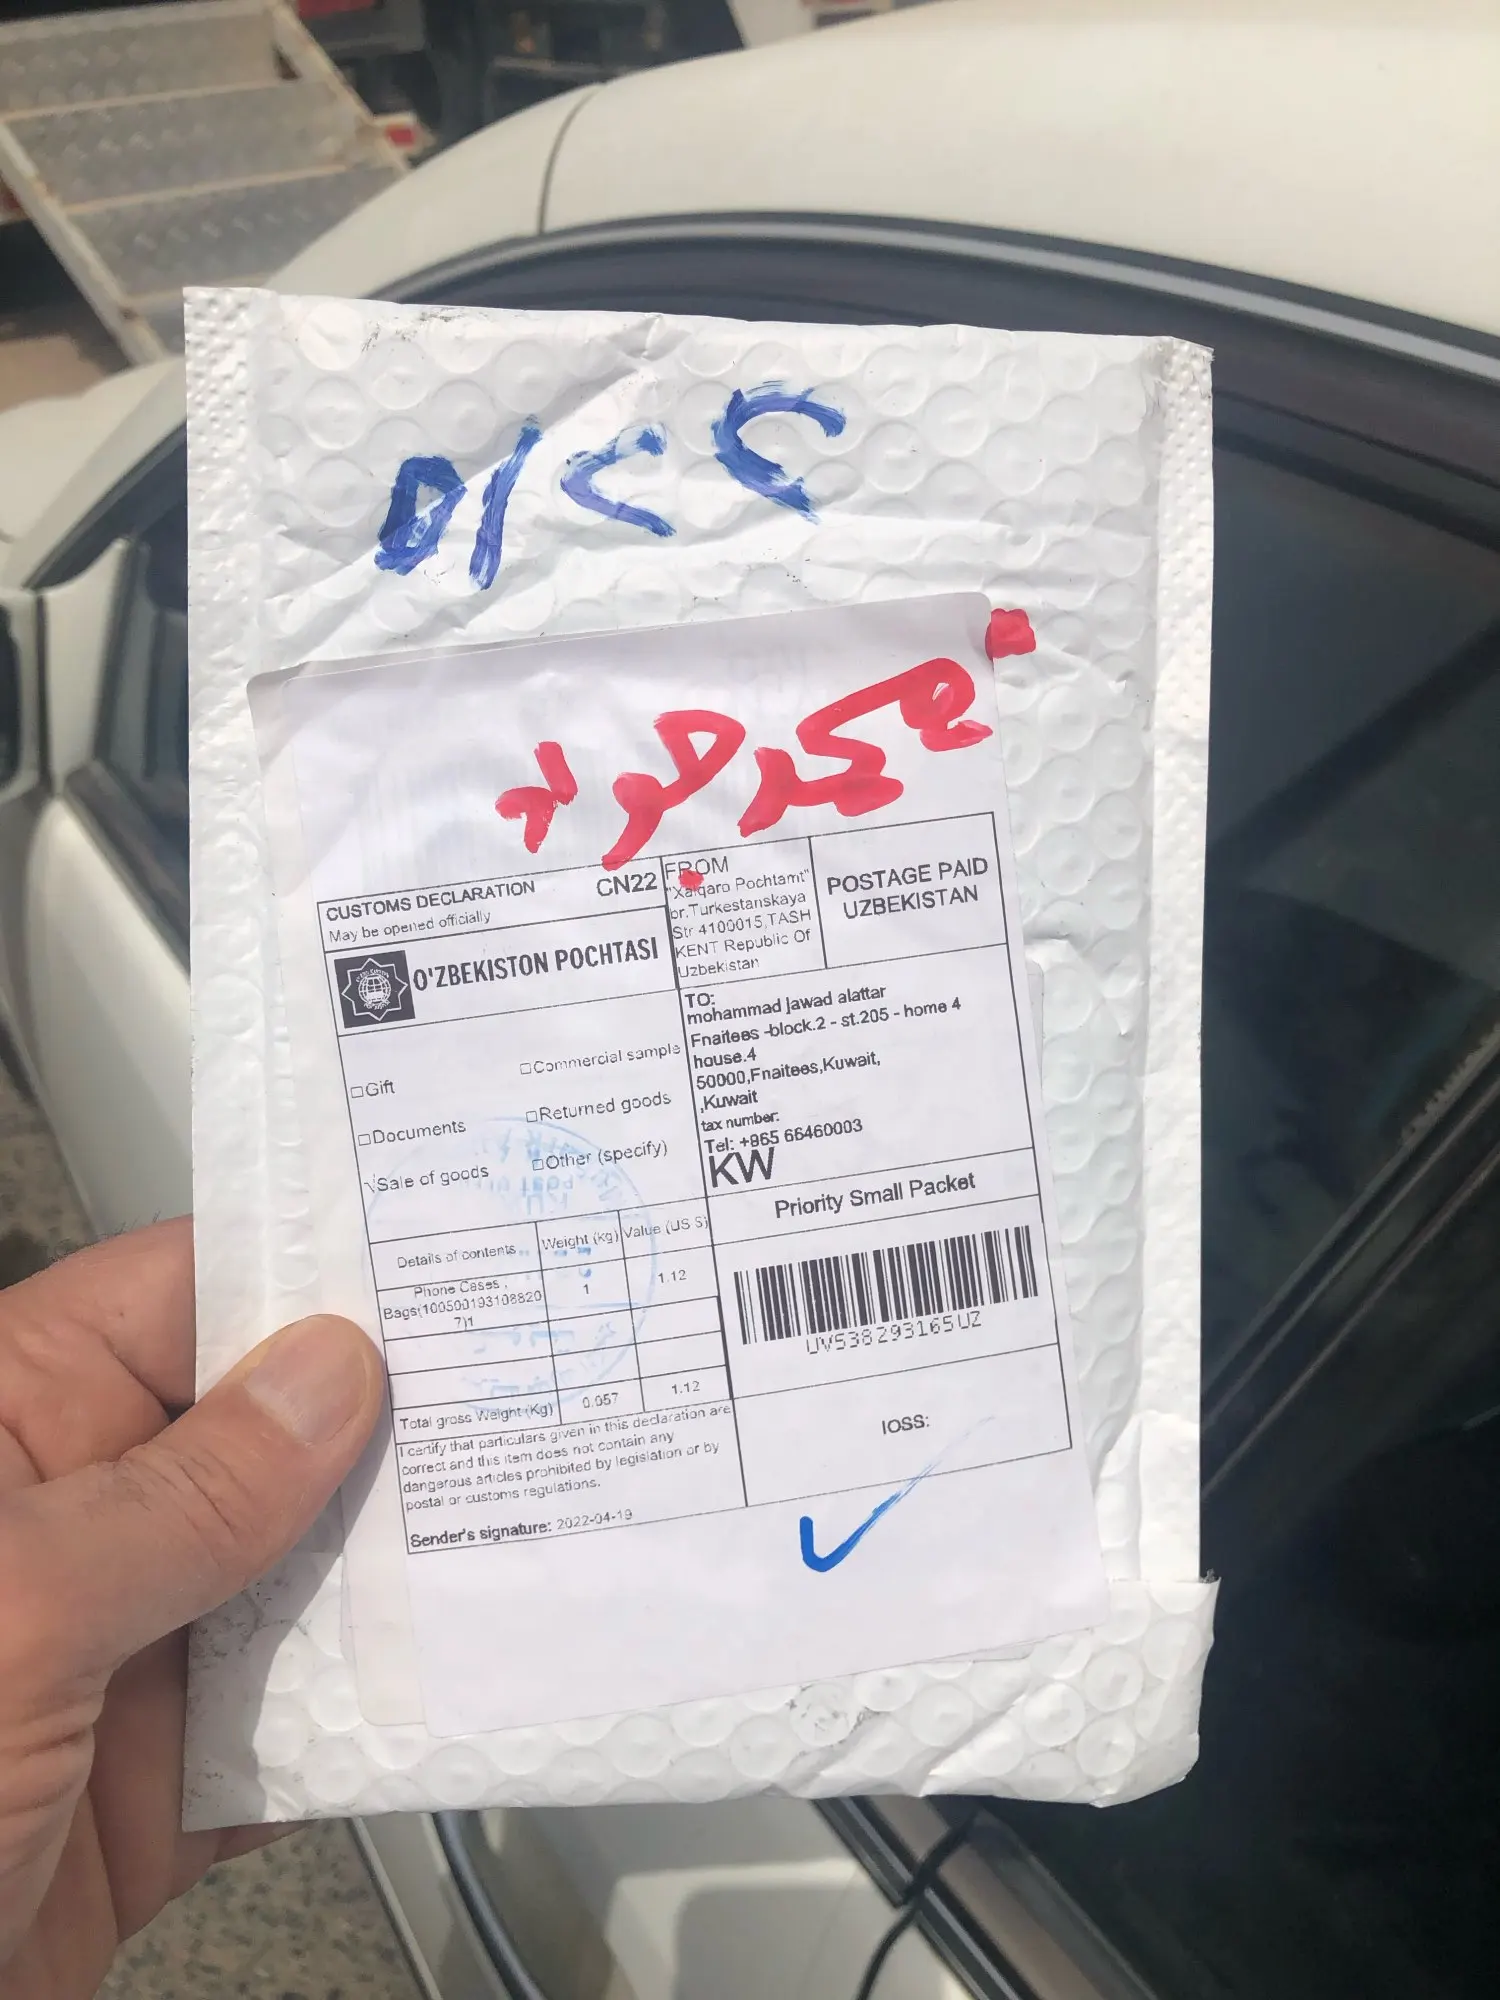 CUSTOMS DECLARATION CN22
May be opened officially
O'ZBEKISTON POCHTASI
FROM
"Xalqaro Pochtamt"
br.Turkestanskaya
Str 4100015,TASH
KENT Republic Of
Uzbekistan
POSTAGE PAID
UZBEKISTAN
□Gift □Commercial sample
□Documents □Returned goods
√Sale of goods □Other (specify)
TO:
mohammad jawad alattar
Fnaitees -block.2 - st.205 - home 4
house.4
50000,Fnaitees,Kuwait,
,Kuwait
tax number:
Tel: +965 66460003
KW
Details of contents Weight (kg) Value (US $)
Phone Cases , 1 1.12
Bags(100500193108820
7)1
Total gross Weight (Kg) 0.057 1.12
I certify that particulars given in this declaration are
correct and this item does not contain any
dangerous articles prohibited by legislation or by
postal or customs regulations.
Sender's signature: 2022-04-19
Priority Small Packet
UV538293165UZ
IOSS: